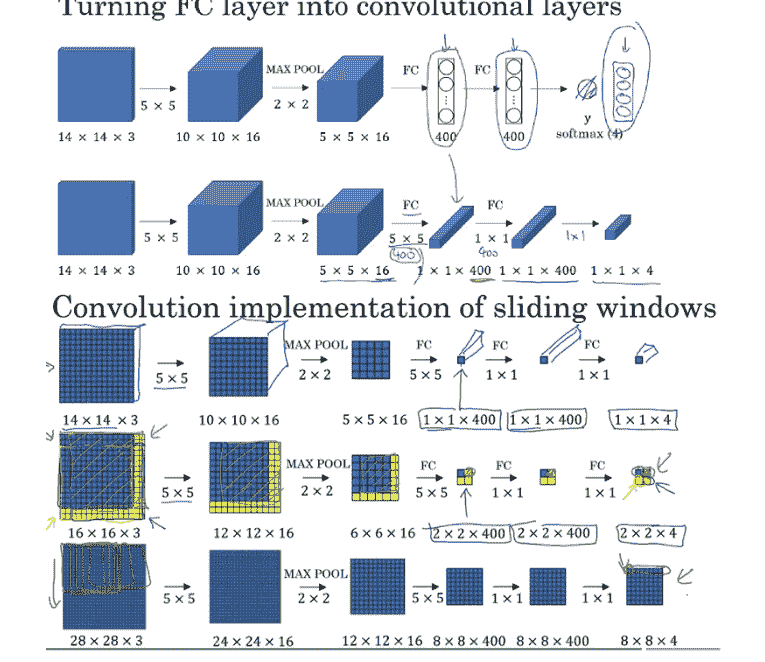 Turning FC layer into convolutional layers
MAX POOL FC FC
5 × 5 2 × 2
y
14 × 14 × 3 10 × 10 × 16 5 × 5 × 16 400 400 softmax (4)
MAX POOL FC FC
5 × 5 2 × 2 5 × 5 1 × 1 1x1
400 400
14 × 14 × 3 10 × 10 × 16 5 × 5 × 16 1 × 1 × 400 1 × 1 × 400 1 × 1 × 4
Convolution implementation of sliding windows
MAX POOL FC FC FC
5 × 5 2 × 2 5 × 5 1 × 1 1 × 1
14 × 14 × 3 10 × 10 × 16 5 × 5 × 16 1 × 1 × 400 1 × 1 × 400 1 × 1 × 4
MAX POOL FC FC FC
5 × 5 2 × 2 5 × 5 1 × 1 1 × 1
16 × 16 × 3 12 × 12 × 16 6 × 6 × 16 2 × 2 × 400 2 × 2 × 400 2 × 2 × 4
MAX POOL
5 × 5 2 × 2 5 × 5 1 × 1 1 × 1
28 × 28 × 3 24 × 24 × 16 12 × 12 × 16 8 × 8 × 400 8 × 8 × 400 8 × 8 × 4